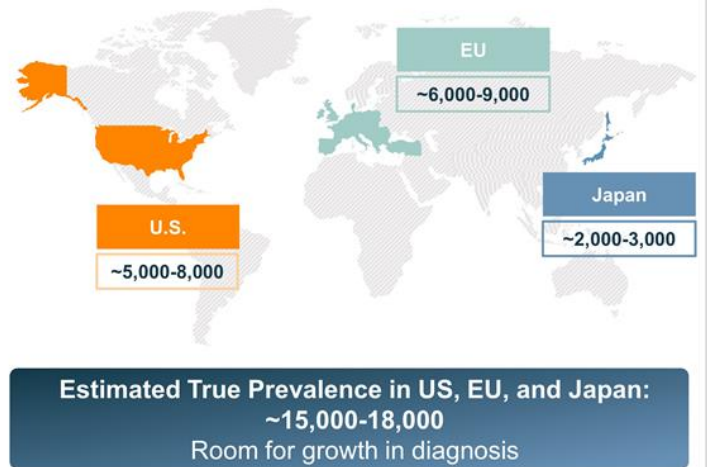 EU
~6,000-9,000
Japan
~2,000-3,000
U.S.
~5,000-8,000
Estimated True Prevalence in US, EU, and Japan:
~15,000-18,000
Room for growth in diagnosis